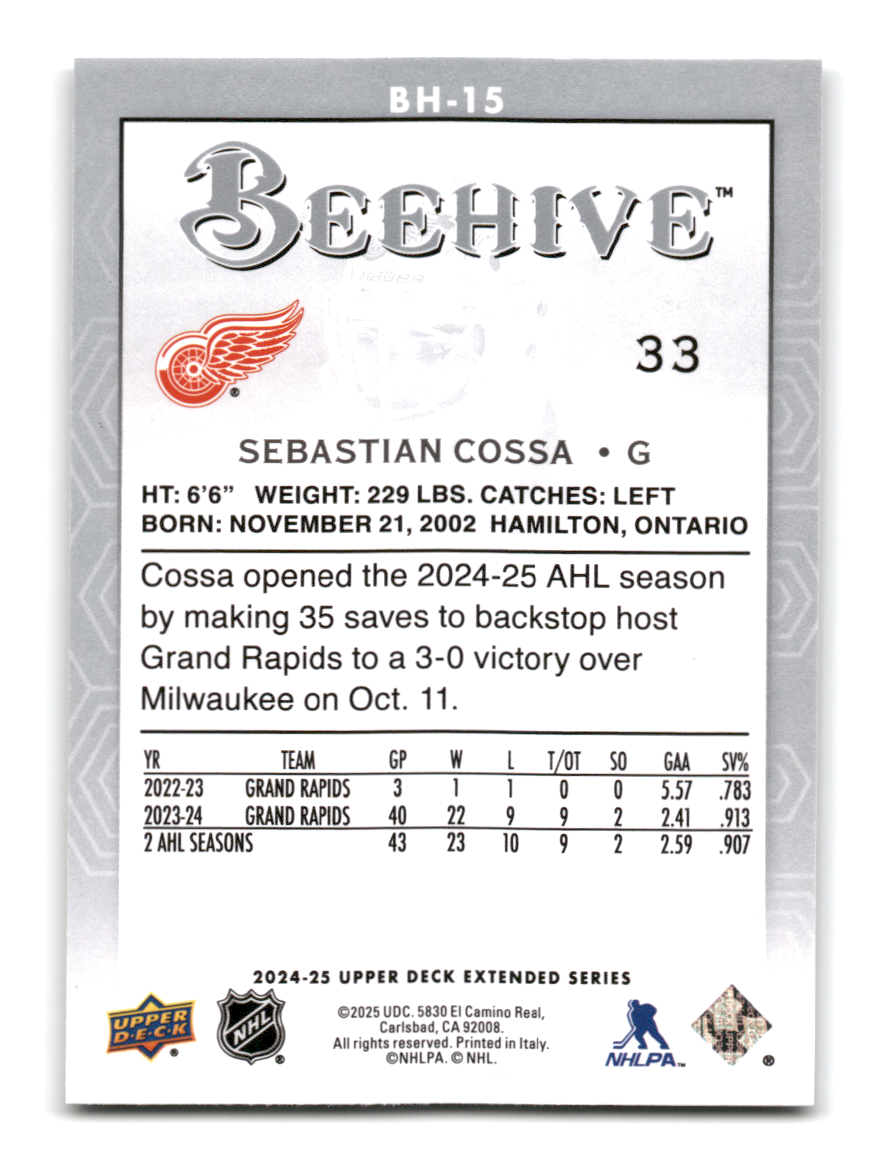 BH-15
BEEHIVE™
BAUER
33
SEBASTIAN COSSA • G
HT: 6'6" WEIGHT: 229 LBS. CATCHES: LEFT
BORN: NOVEMBER 21, 2002 HAMILTON, ONTARIO
Cossa opened the 2024-25 AHL season
by making 35 saves to backstop host
Grand Rapids to a 3-0 victory over
Milwaukee on Oct. 11.
YR TEAM GP W L T/OT SO GAA SV%
2022-23 GRAND RAPIDS 3 1 1 0 0 5.57 .783
2023-24 GRAND RAPIDS 40 22 9 9 2 2.41 .913
2 AHL SEASONS 43 23 10 9 2 2.59 .907
2024-25 UPPER DECK EXTENDED SERIES
UPPER
D·E·C·K
®
NHL
®
©2025 UDC. 5830 El Camino Real,
Carlsbad, CA 92008.
All rights reserved. Printed in Italy.
©NHLPA. © NHL.
NHLPA™
®